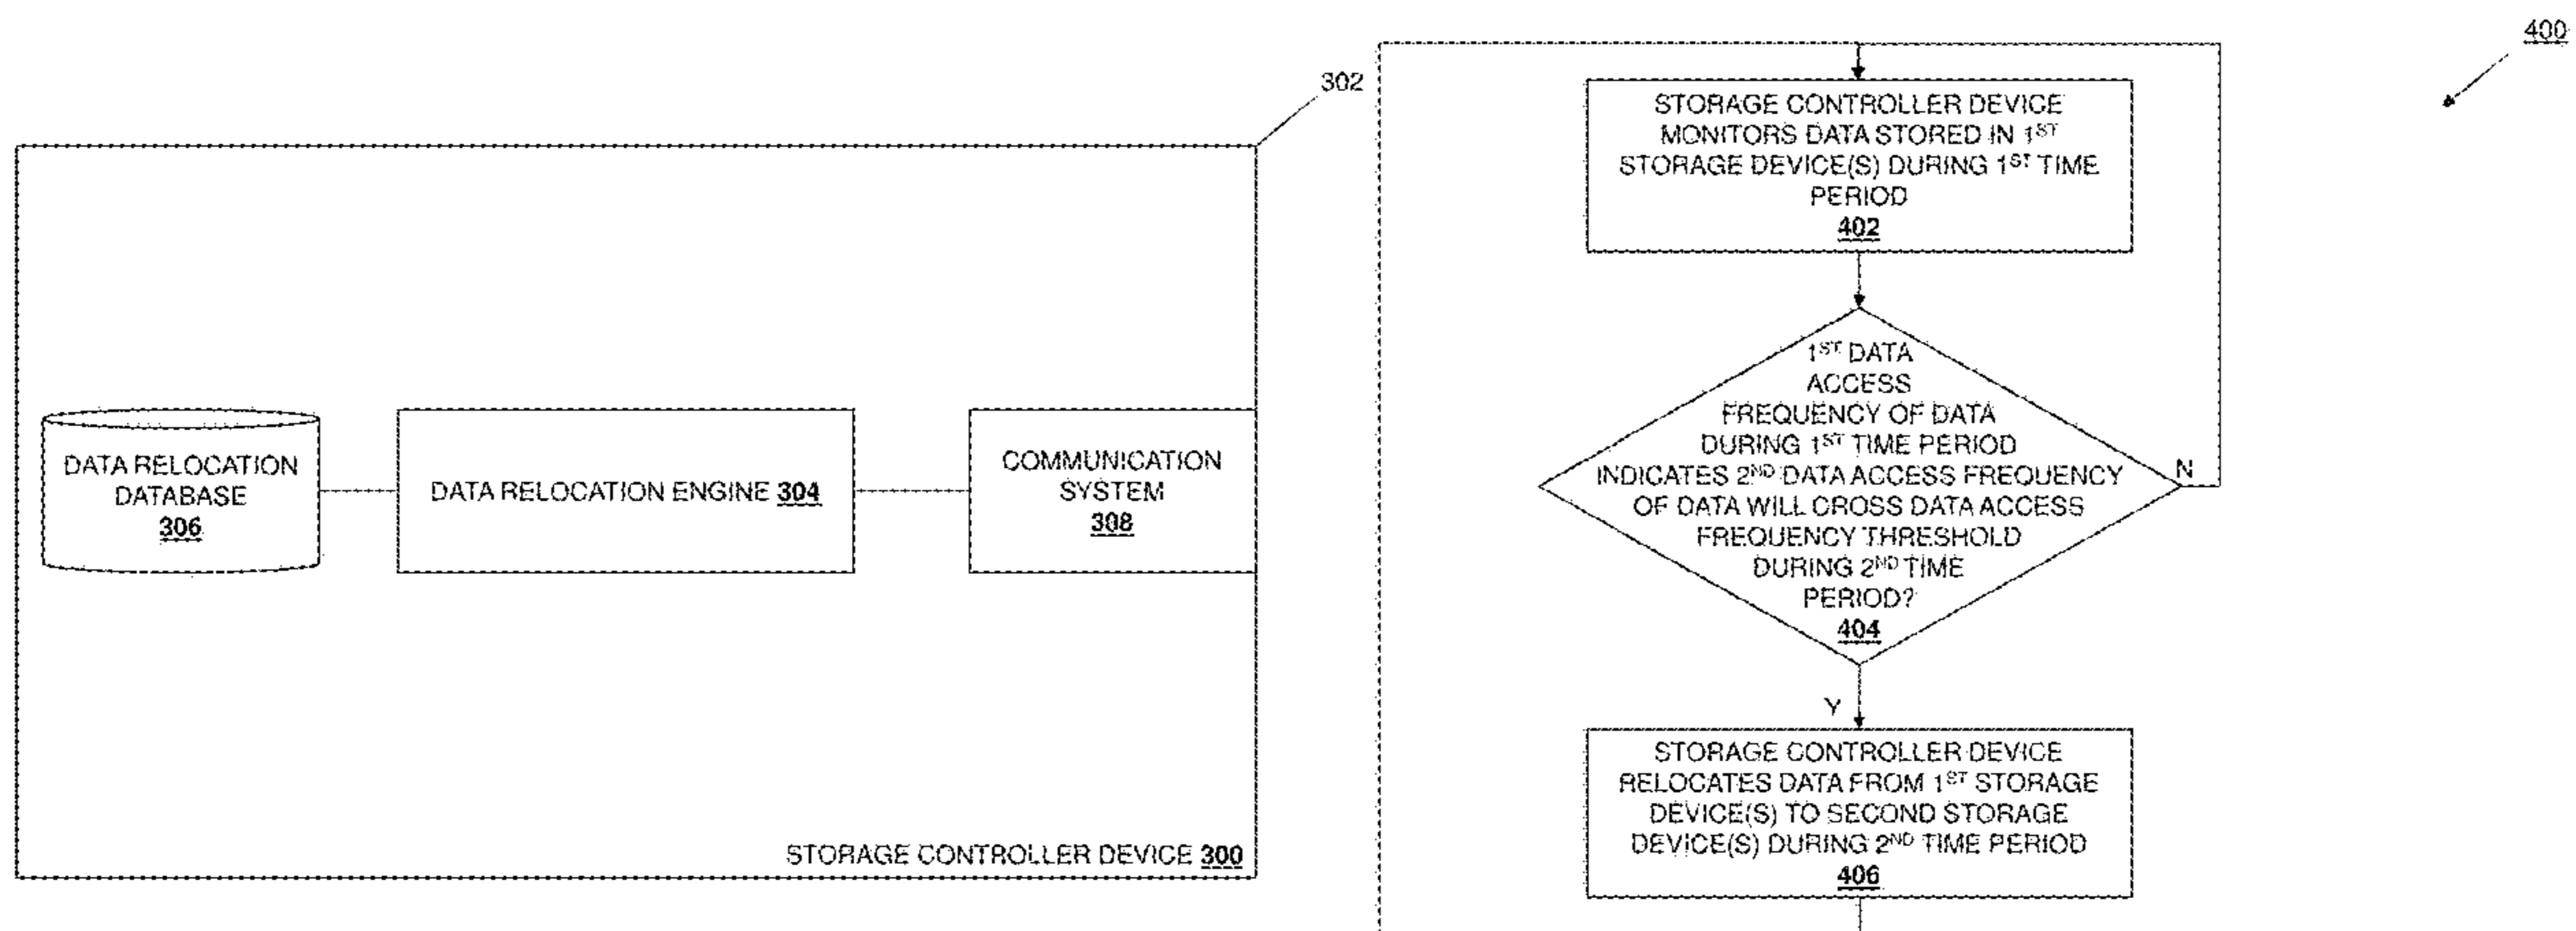 302
DATA RELOCATION
DATABASE
306
DATA RELOCATION ENGINE 304
COMMUNICATION
SYSTEM
308
STORAGE CONTROLLER DEVICE 300
400
STORAGE CONTROLLER DEVICE
MONITORS DATA STORED IN 1ST
STORAGE DEVICE(S) DURING 1ST TIME
PERIOD
402
1ST DATA
ACCESS
FREQUENCY OF DATA
DURING 1ST TIME PERIOD
INDICATES 2ND DATA ACCESS FREQUENCY
OF DATA WILL CROSS DATA ACCESS
FREQUENCY THRESHOLD
DURING 2ND TIME
PERIOD?
404
N
Y
STORAGE CONTROLLER DEVICE
RELOCATES DATA FROM 1ST STORAGE
DEVICE(S) TO SECOND STORAGE
DEVICE(S) DURING 2ND TIME PERIOD
406